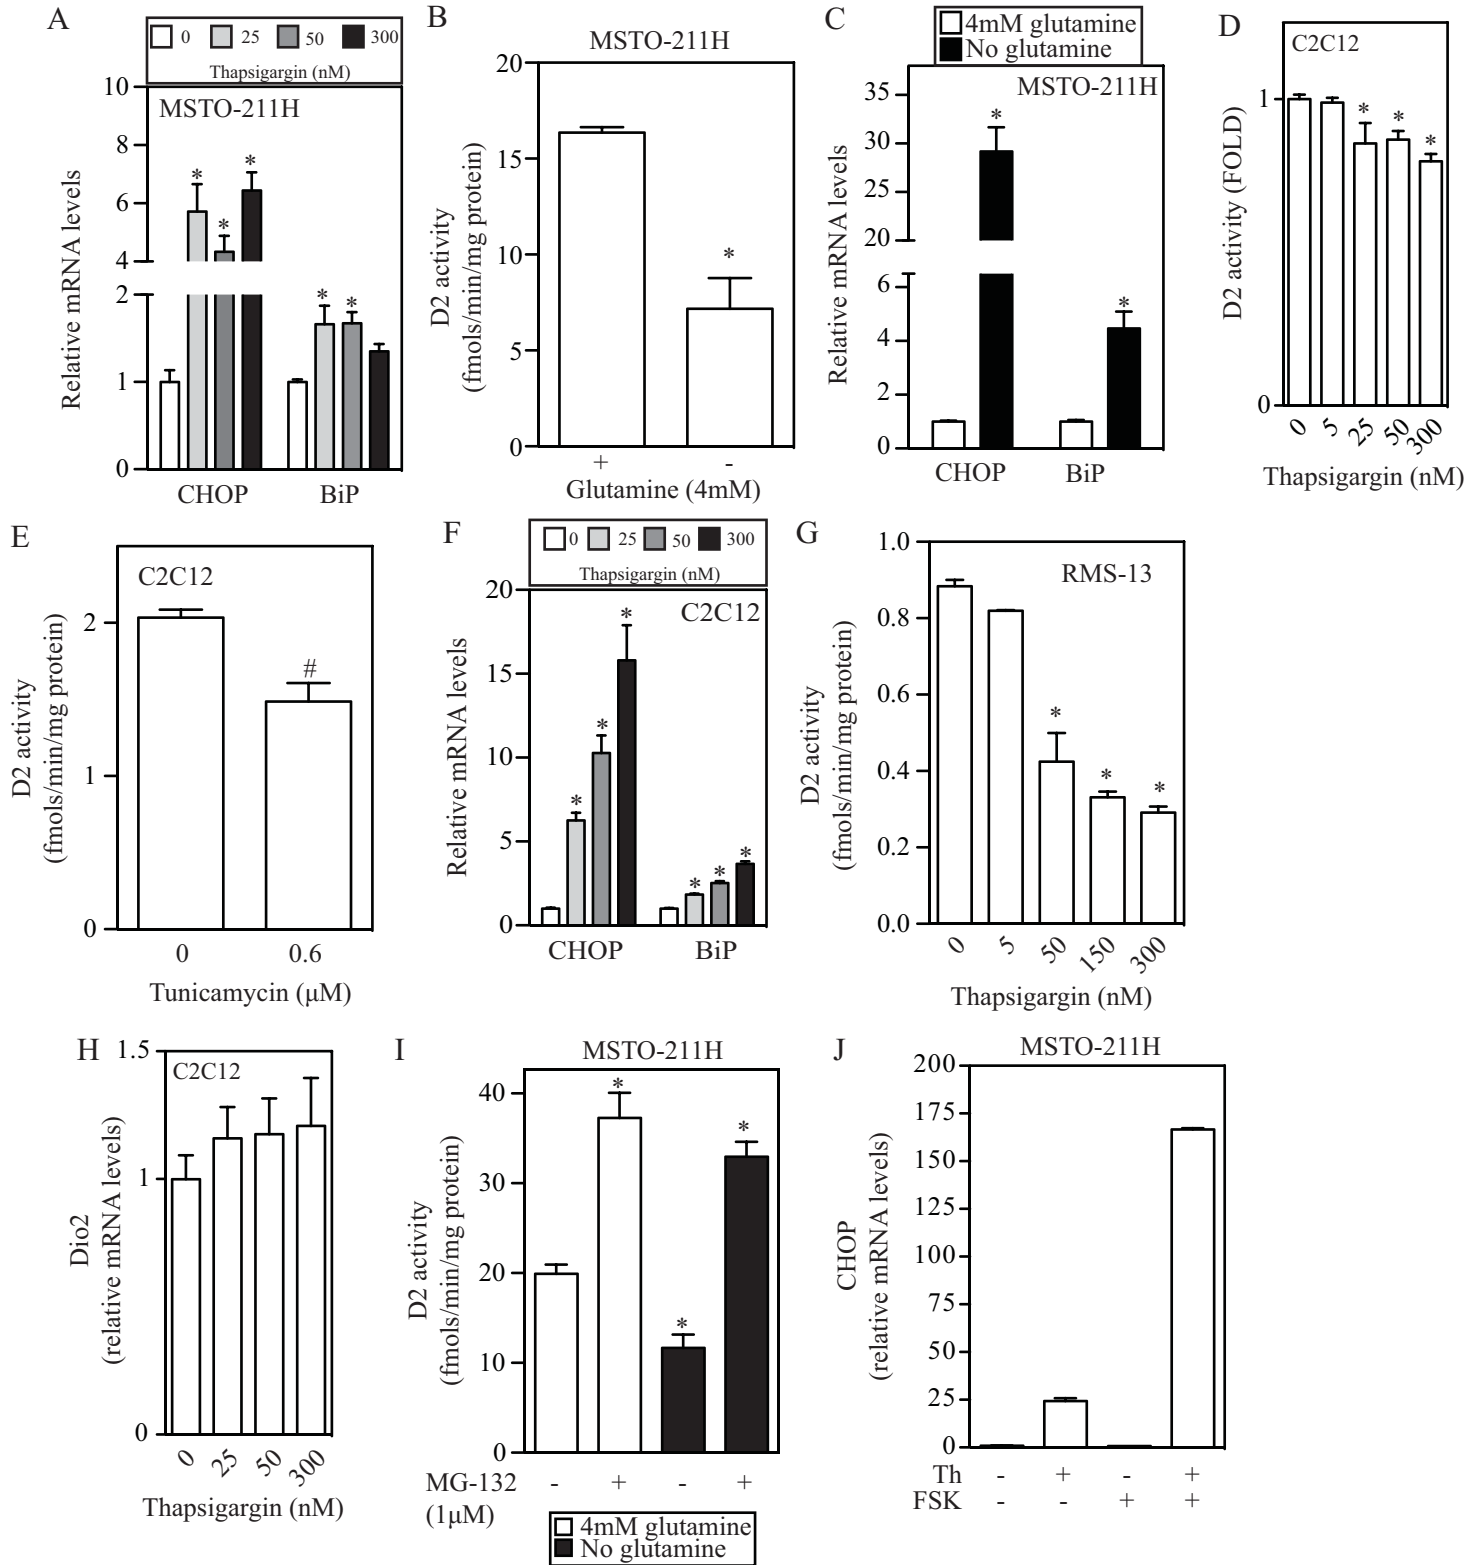 A
0 25 50 300
Thapsigargin (nM)
MSTO-211H
Relative mRNA levels
10
8
6
4
2
1
0
* * *
* *
CHOP BiP
B
MSTO-211H
D2 activity
(fmols/min/mg protein)
20
15
10
5
0
*
+ -
Glutamine (4mM)
C
4mM glutamine
No glutamine
MSTO-211H
Relative mRNA levels
35
30
25
20
6
4
2
0
*
*
CHOP BiP
D
C2C12
D2 activity (FOLD)
1
0
* * *
0 5 25 50 300
Thapsigargin (nM)
E
C2C12
D2 activity
(fmols/min/mg protein)
2
1
0
#
0 0.6
Tunicamycin (μM)
F
0 25 50 300
Thapsigargin (nM)
C2C12
Relative mRNA levels
20
15
10
5
0
* * *
* * *
CHOP BiP
G
RMS-13
D2 activity
(fmols/min/mg protein)
1.0
0.8
0.6
0.4
0.2
0.0
* * *
0 5 50 150 300
Thapsigargin (nM)
H
C2C12
Dio2
(relative mRNA levels)
1.5
1
0
0 25 50 300
Thapsigargin (nM)
I
MSTO-211H
D2 activity
(fmols/min/mg protein)
40
30
20
10
0
* * *
MG-132 - + - +
(1μM)
4mM glutamine
No glutamine
J
MSTO-211H
CHOP
(relative mRNA levels)
200
175
150
125
100
75
50
25
0
Th - + - +
FSK - - + +